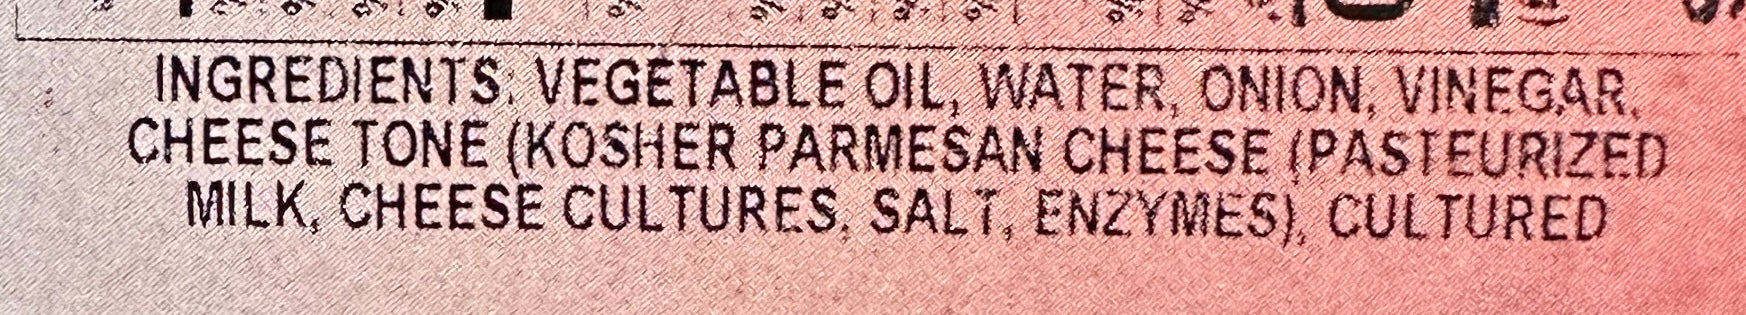 INGREDIENTS: VEGETABLE OIL, WATER, ONION, VINEGAR,
CHEESE TONE (KOSHER PARMESAN CHEESE (PASTEURIZED
MILK, CHEESE CULTURES, SALT, ENZYMES), CULTURED